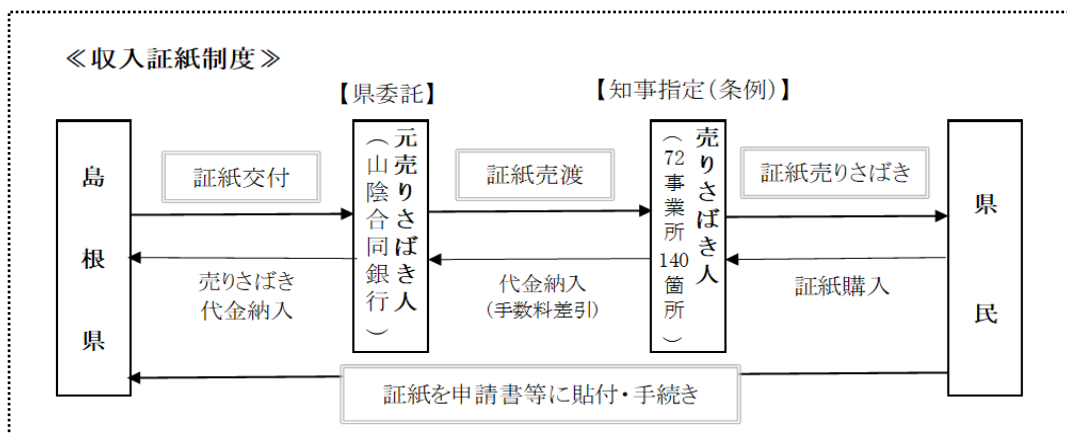 ≪収入証紙制度≫
【県委託】
【知事指定(条例)】
島根県
証紙交付
売りさばき
代金納入
元売りさばき人
(山陰合同銀行)
証紙売渡
代金納入
(手数料差引)
売りさばき人
(72事業所140箇所)
証紙売りさばき
証紙購入
県民
証紙を申請書等に貼付・手続き